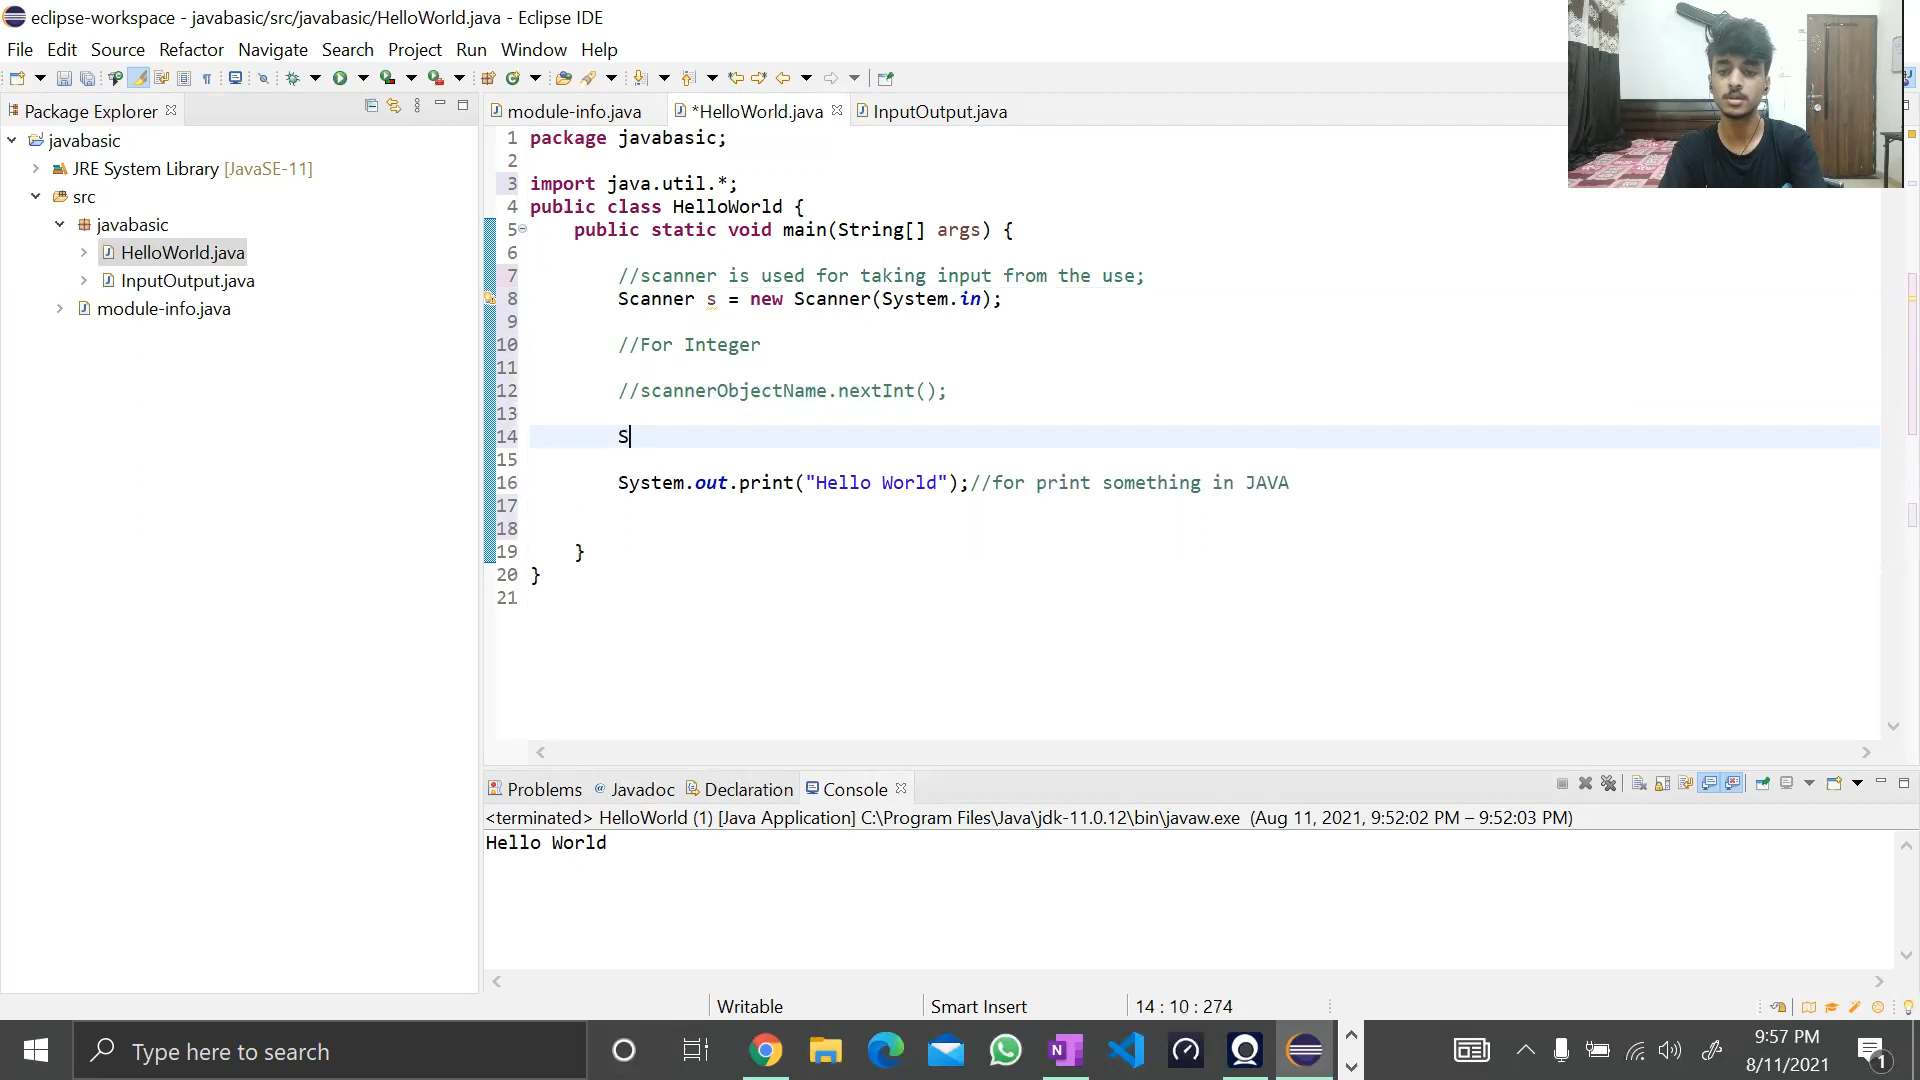 eclipse-workspace - javabasic/src/javabasic/HelloWorld.java - Eclipse IDE
File Edit Source Refactor Navigate Search Project Run Window Help
Package Explorer
module-info.java *HelloWorld.java InputOutput.java
javabasic
JRE System Library [JavaSE-11]
src
javabasic
HelloWorld.java
InputOutput.java
module-info.java
1 package javabasic;
2
3 import java.util.*;
4 public class HelloWorld {
5 public static void main(String[] args) {
6
7 //scanner is used for taking input from the use;
8 Scanner s = new Scanner(System.in);
9
10 //For Integer
11
12 //scannerObjectName.nextInt();
13
14 S
15
16 System.out.print("Hello World");//for print something in JAVA
17
18
19 }
20 }
21
Problems @ Javadoc Declaration Console
<terminated> HelloWorld (1) [Java Application] C:\Program Files\Java\jdk-11.0.12\bin\javaw.exe (Aug 11, 2021, 9:52:02 PM – 9:52:03 PM)
Hello World
Writable Smart Insert 14 : 10 : 274
Type here to search
9:57 PM
8/11/2021
1